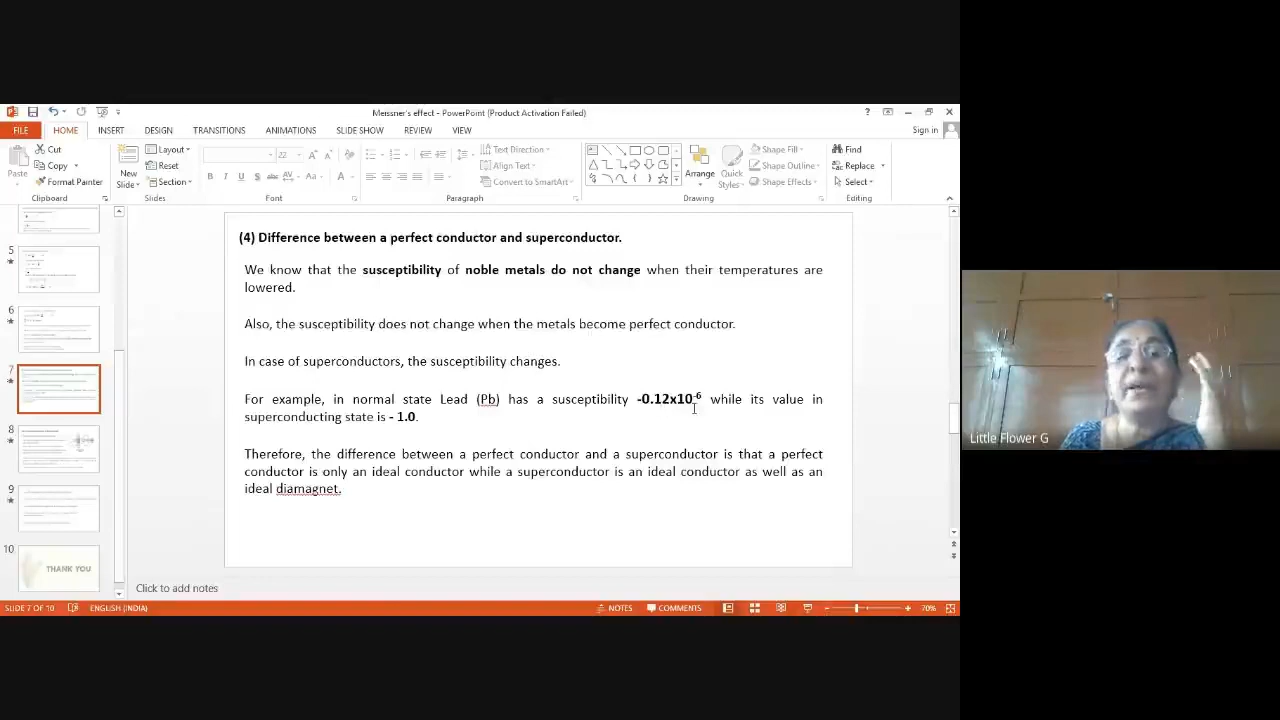 Meissner's effect - PowerPoint (Product Activation Failed)
FILE HOME INSERT DESIGN TRANSITIONS ANIMATIONS SLIDE SHOW REVIEW VIEW Sign in
Cut
Copy
Format Painter
Paste
Clipboard
New Slide
Layout
Reset
Section
Slides
22
Font
Text Direction
Align Text
Convert to SmartArt
Paragraph
Arrange
Quick Styles
Shape Fill
Shape Outline
Shape Effects
Drawing
Find
Replace
Select
Editing
5
6
7
8
9
10
THANK YOU
(4) Difference between a perfect conductor and superconductor.
We know that the susceptibility of noble metals do not change when their temperatures are
lowered.
Also, the susceptibility does not change when the metals become perfect conductor.
In case of superconductors, the susceptibility changes.
For example, in normal state Lead (Pb) has a susceptibility -0.12x10-6 while its value in
superconducting state is - 1.0.
Therefore, the difference between a perfect conductor and a superconductor is that a perfect
conductor is only an ideal conductor while a superconductor is an ideal conductor as well as an
ideal diamagnet.
Click to add notes
SLIDE 7 OF 10 ENGLISH (INDIA) NOTES COMMENTS 70%
Little Flower G